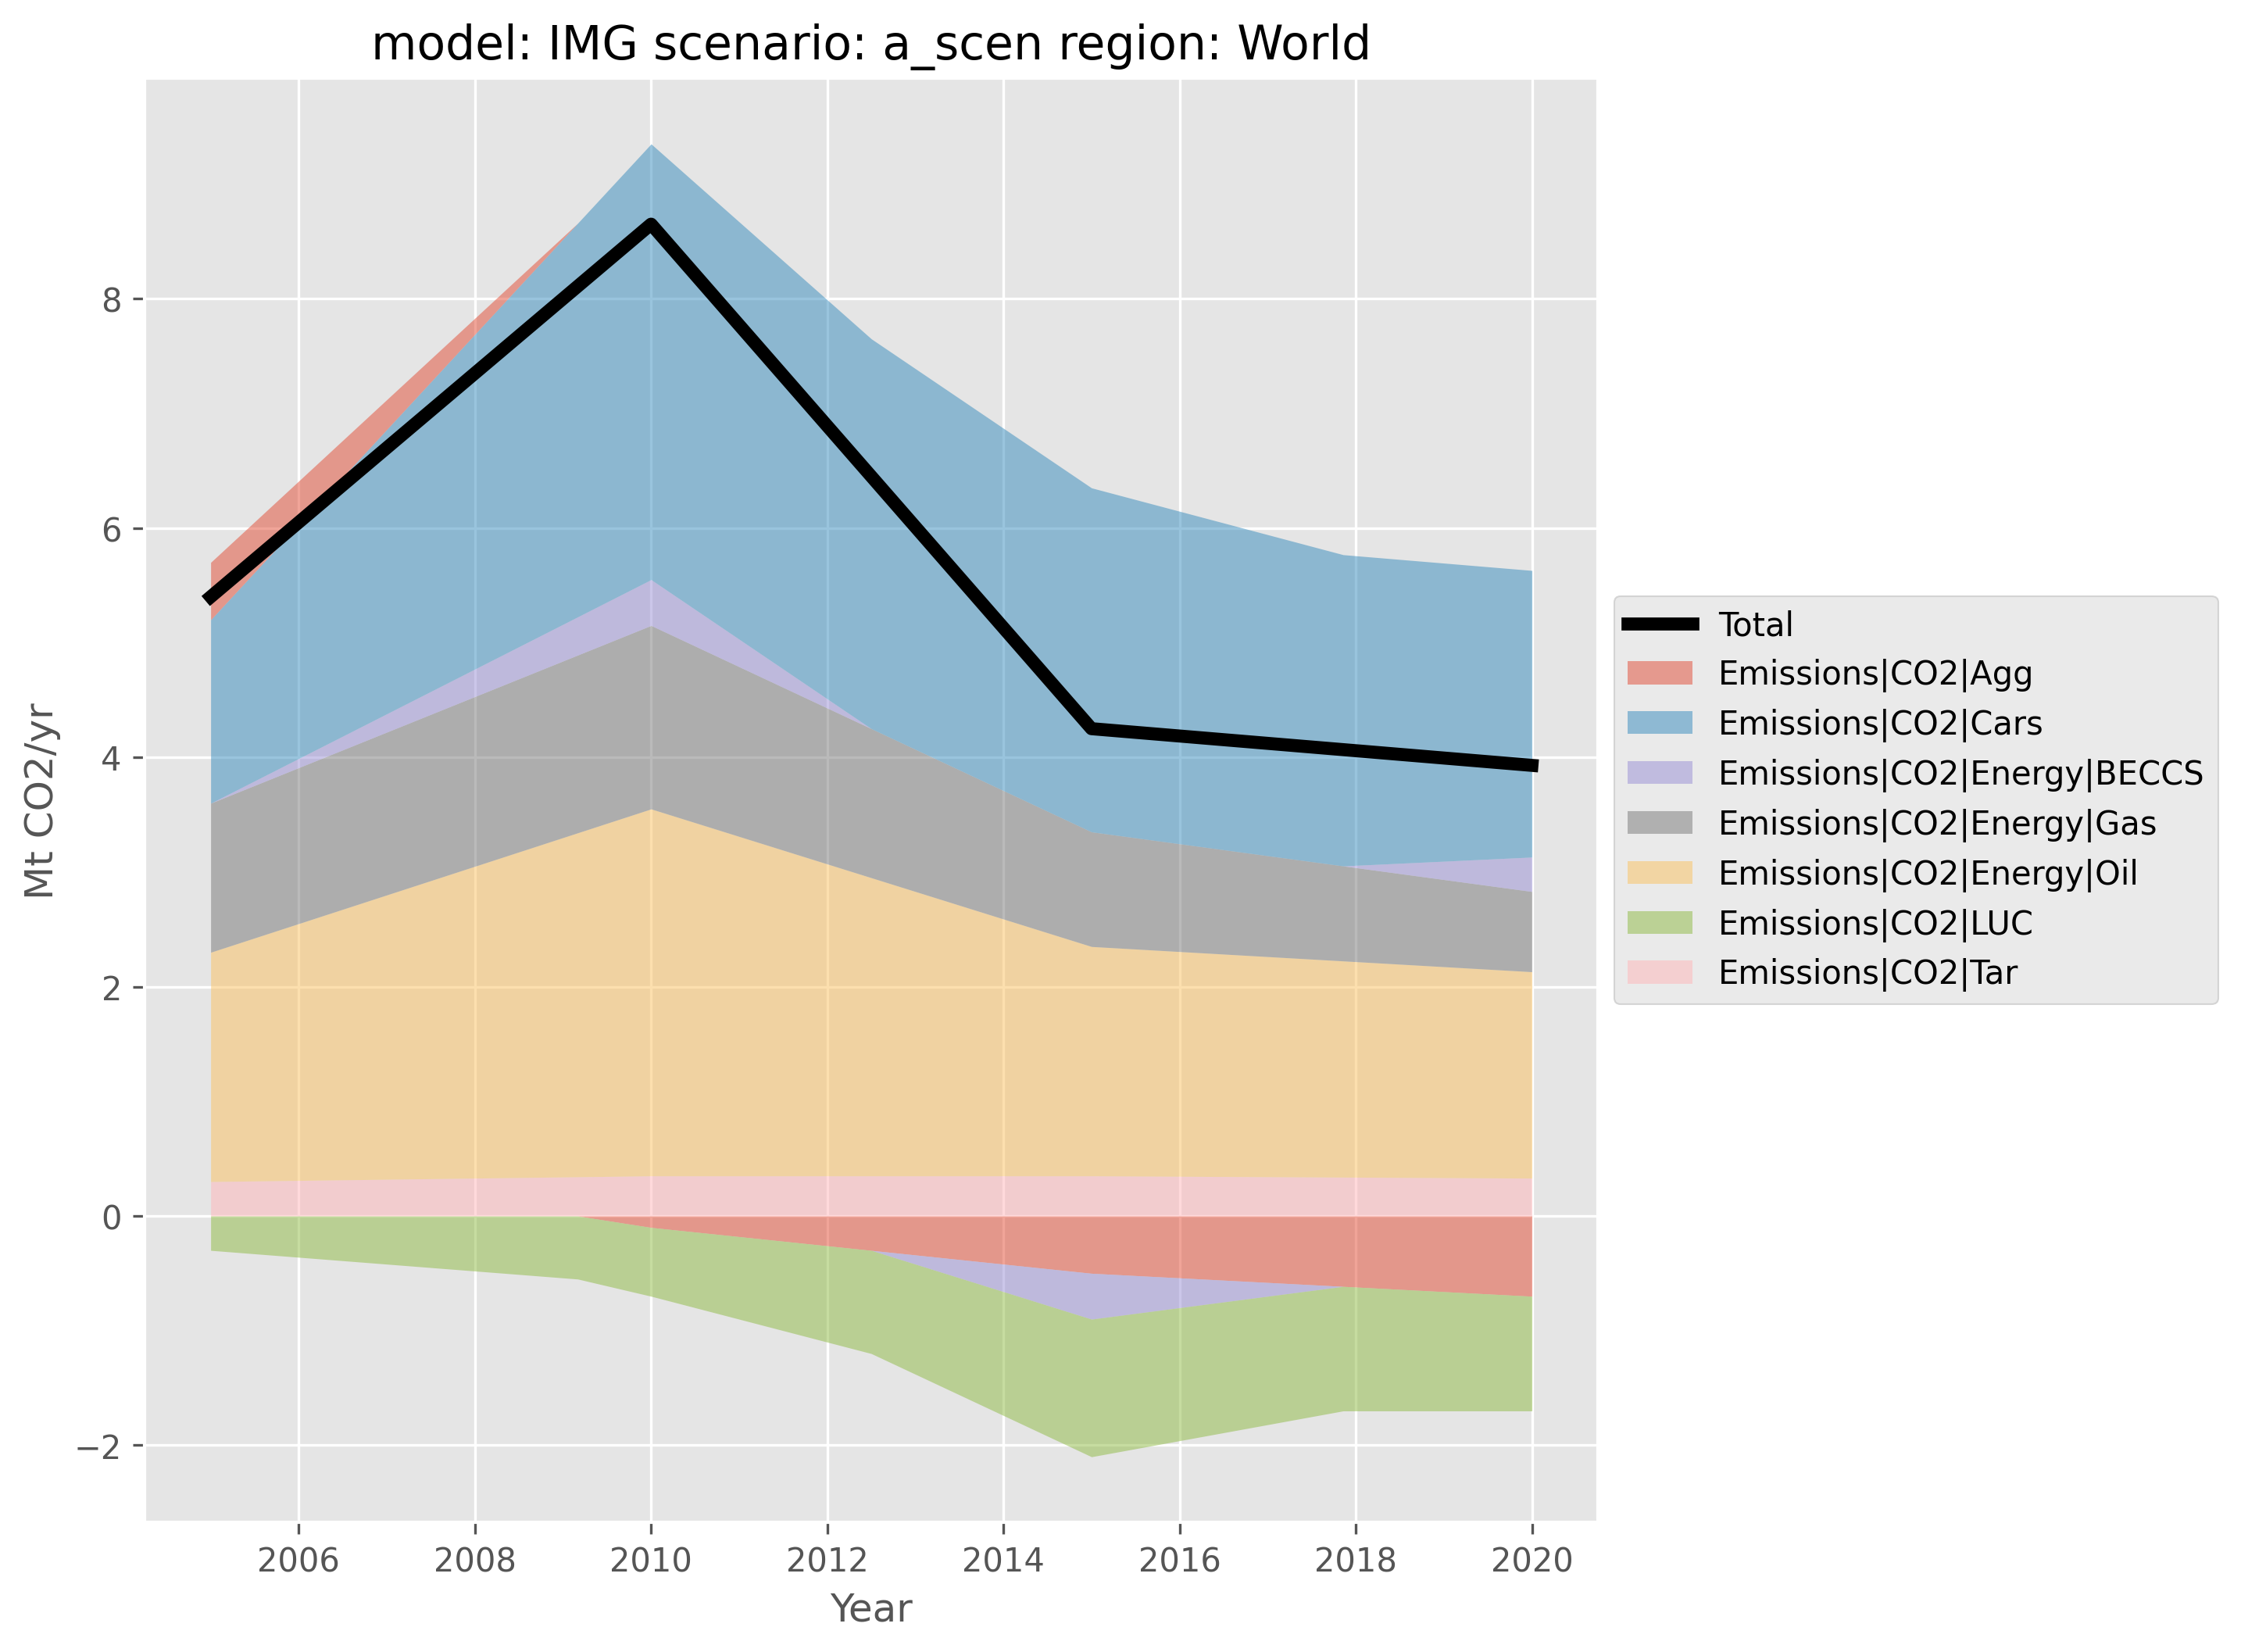 model: IMG scenario: a_scen region: World
Mt CO2/yr
8
6
4
2
0
−2
2006 2008 2010 2012 2014 2016 2018 2020
Year
Total
Emissions|CO2|Agg
Emissions|CO2|Cars
Emissions|CO2|Energy|BECCS
Emissions|CO2|Energy|Gas
Emissions|CO2|Energy|Oil
Emissions|CO2|LUC
Emissions|CO2|Tar